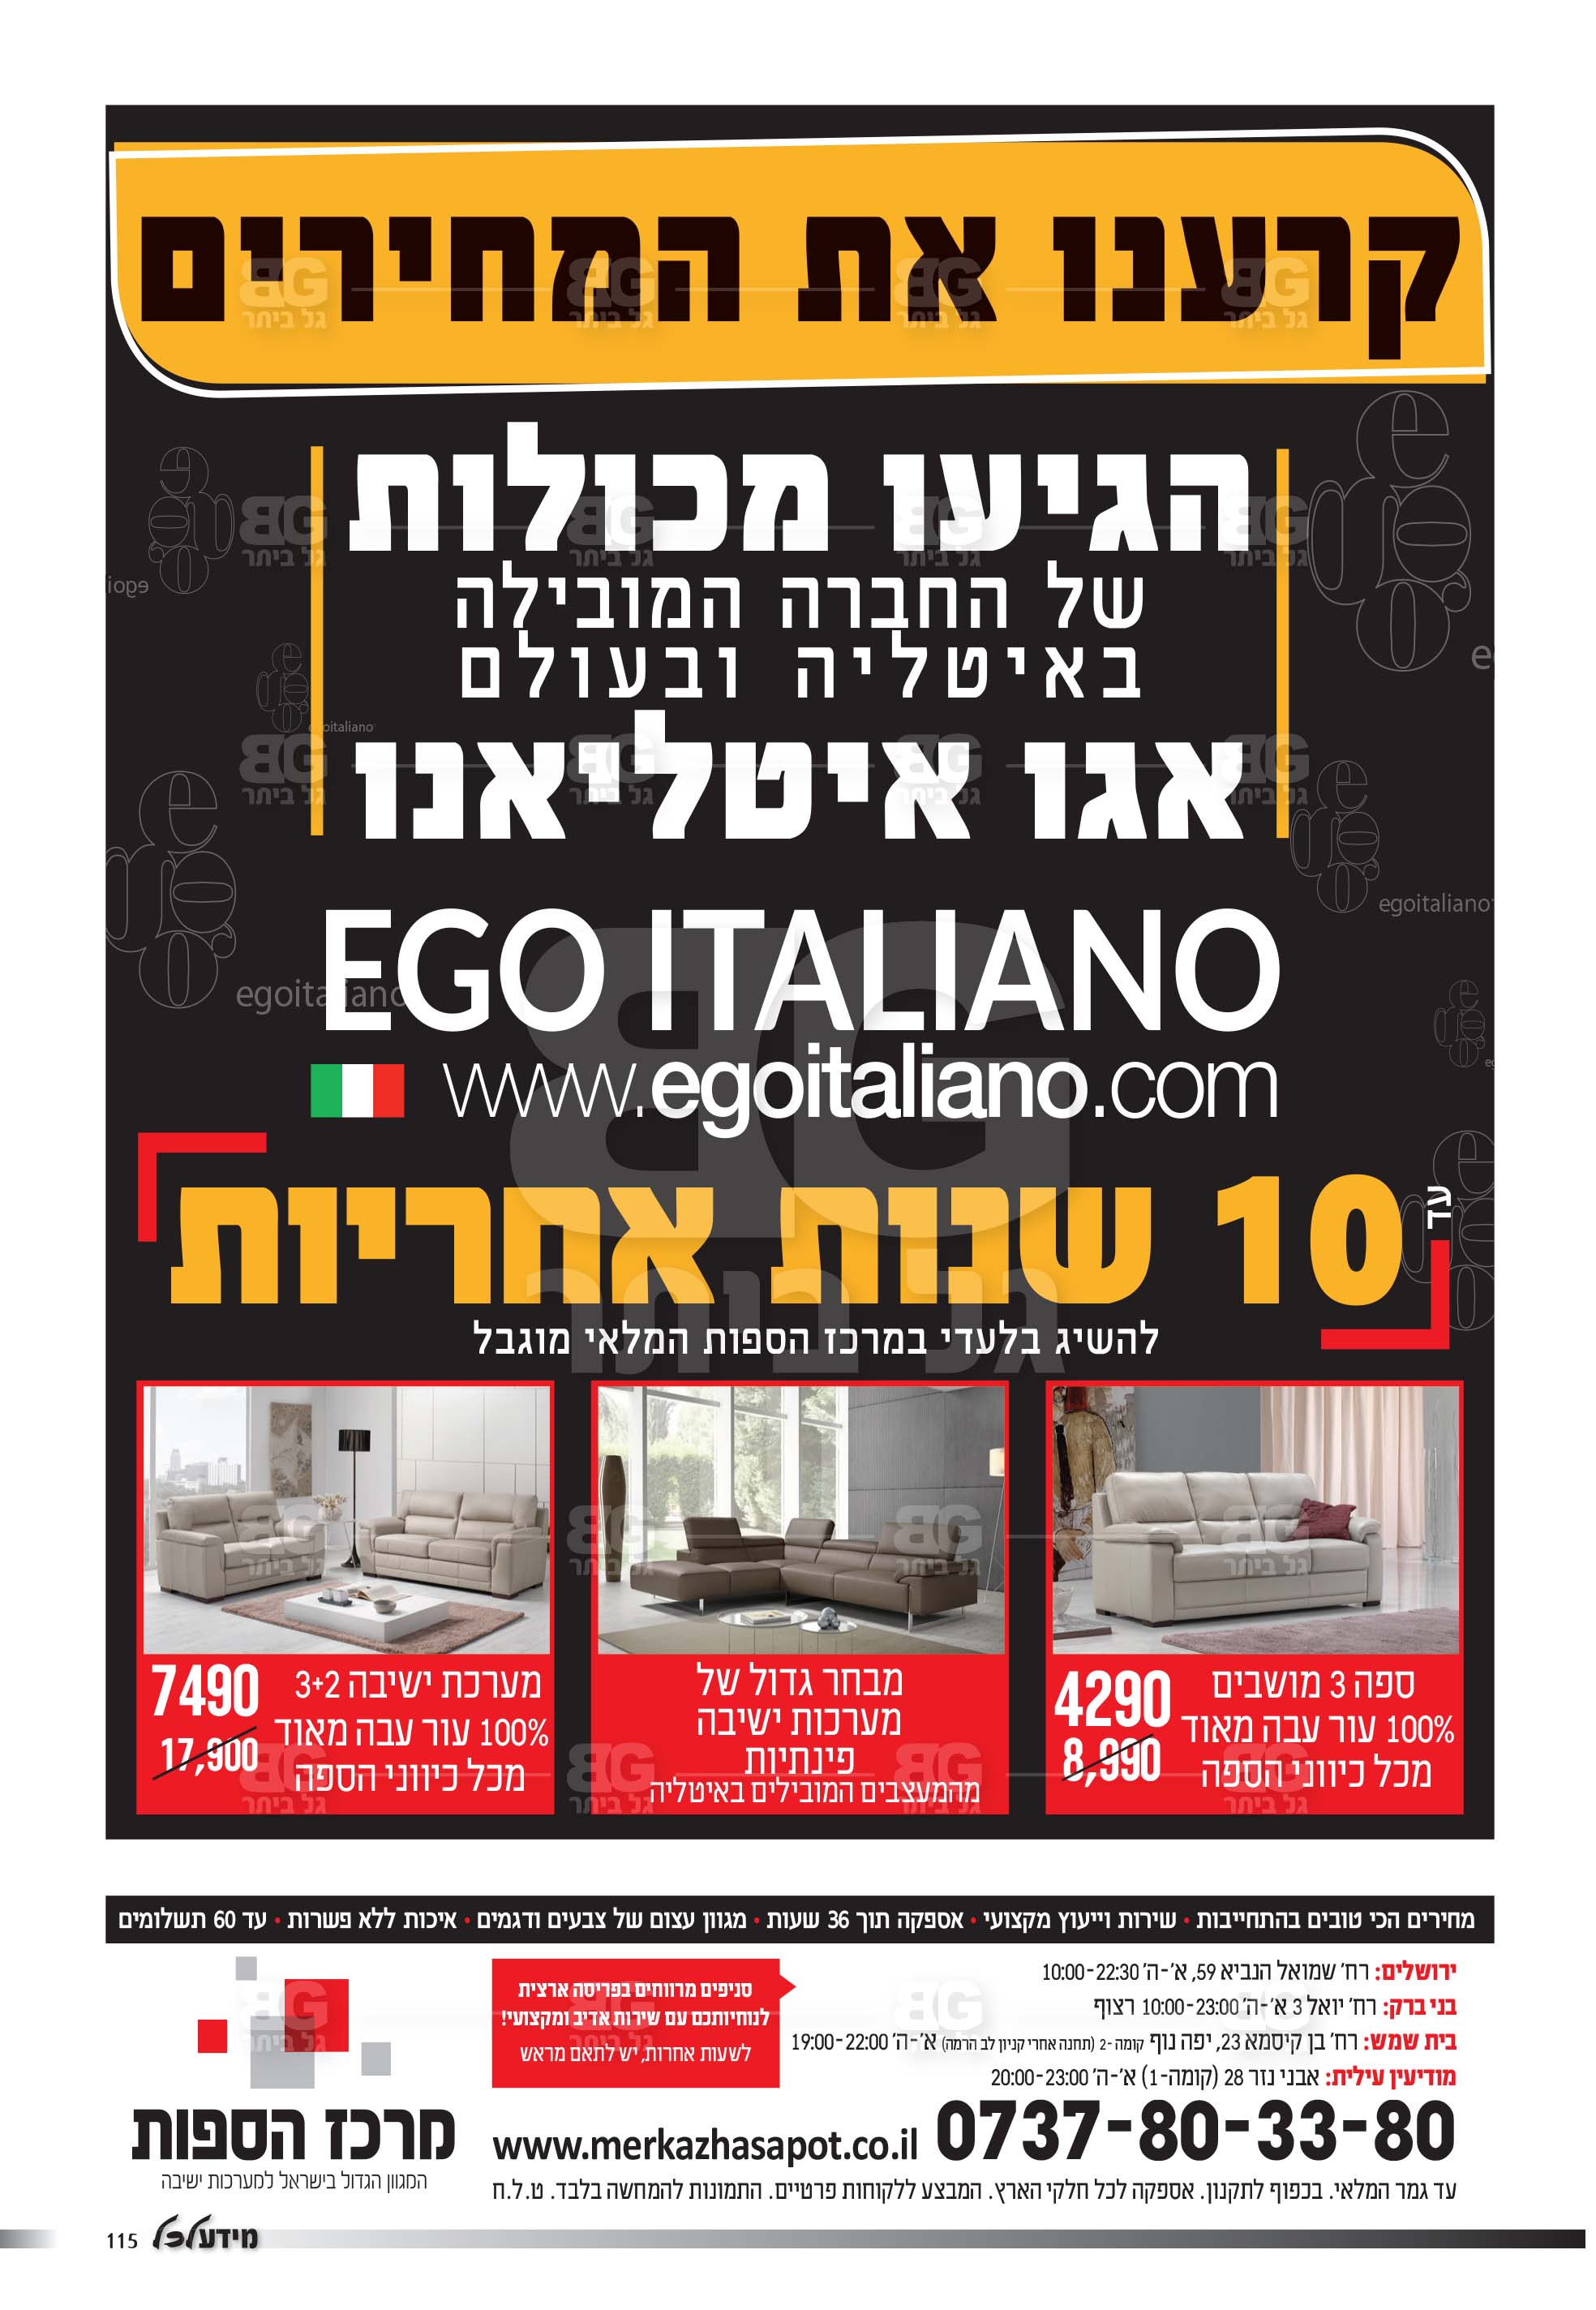 קרענו את המחירים
הגיעו מכולות
של החברה המובילה
באיטליה ובעולם
אגו איטליאנו
EGO ITALIANO
www.egoitaliano.com
egoitaliano
egoitaliano
עד
10 שנות אחריות
להשיג בלעדי במרכז הספות המלאי מוגבל
ספה 3 מושבים
100% עור עבה מאוד
מכל כיווני הספה
4290
8,990
מבחר גדול של
מערכות ישיבה
פינתיות
מהמעצבים המובילים באיטליה
מערכת ישיבה 3+2
100% עור עבה מאוד
מכל כיווני הספה
7490
17,900
מחירים הכי טובים בהתחייבות • שירות וייעוץ מקצועי • אספקה תוך 36 שעות • מגוון עצום של צבעים ודגמים • איכות ללא פשרות • עד 60 תשלומים
ירושלים: רח' שמואל הנביא 59, א'-ה' 10:00-22:30
בני ברק: רח' יואל 3 א'-ה' 10:00-23:00 רצוף
בית שמש: רח' בן קיסמא 23, יפה נוף קומה -2 (תחנה אחרי קניון לב הרמה) א'-ה' 19:00-22:00
מודיעין עילית: אבני נזר 28 (קומה-1) א'-ה' 20:00-23:00
סניפים מרווחים בפריסה ארצית
לנוחיותכם עם שירות אדיב ומקצועי!
לשעות אחרות, יש לתאם מראש
0737-80-33-80
www.merkazhasapot.co.il
עד גמר המלאי. בכפוף לתקנון. אספקה לכל חלקי הארץ. המבצע ללקוחות פרטיים. התמונות להמחשה בלבד. ט.ל.ח
מרכז הספות
המגוון הגדול בישראל למערכות ישיבה
115 מידע לכל
BG
גל ביתר